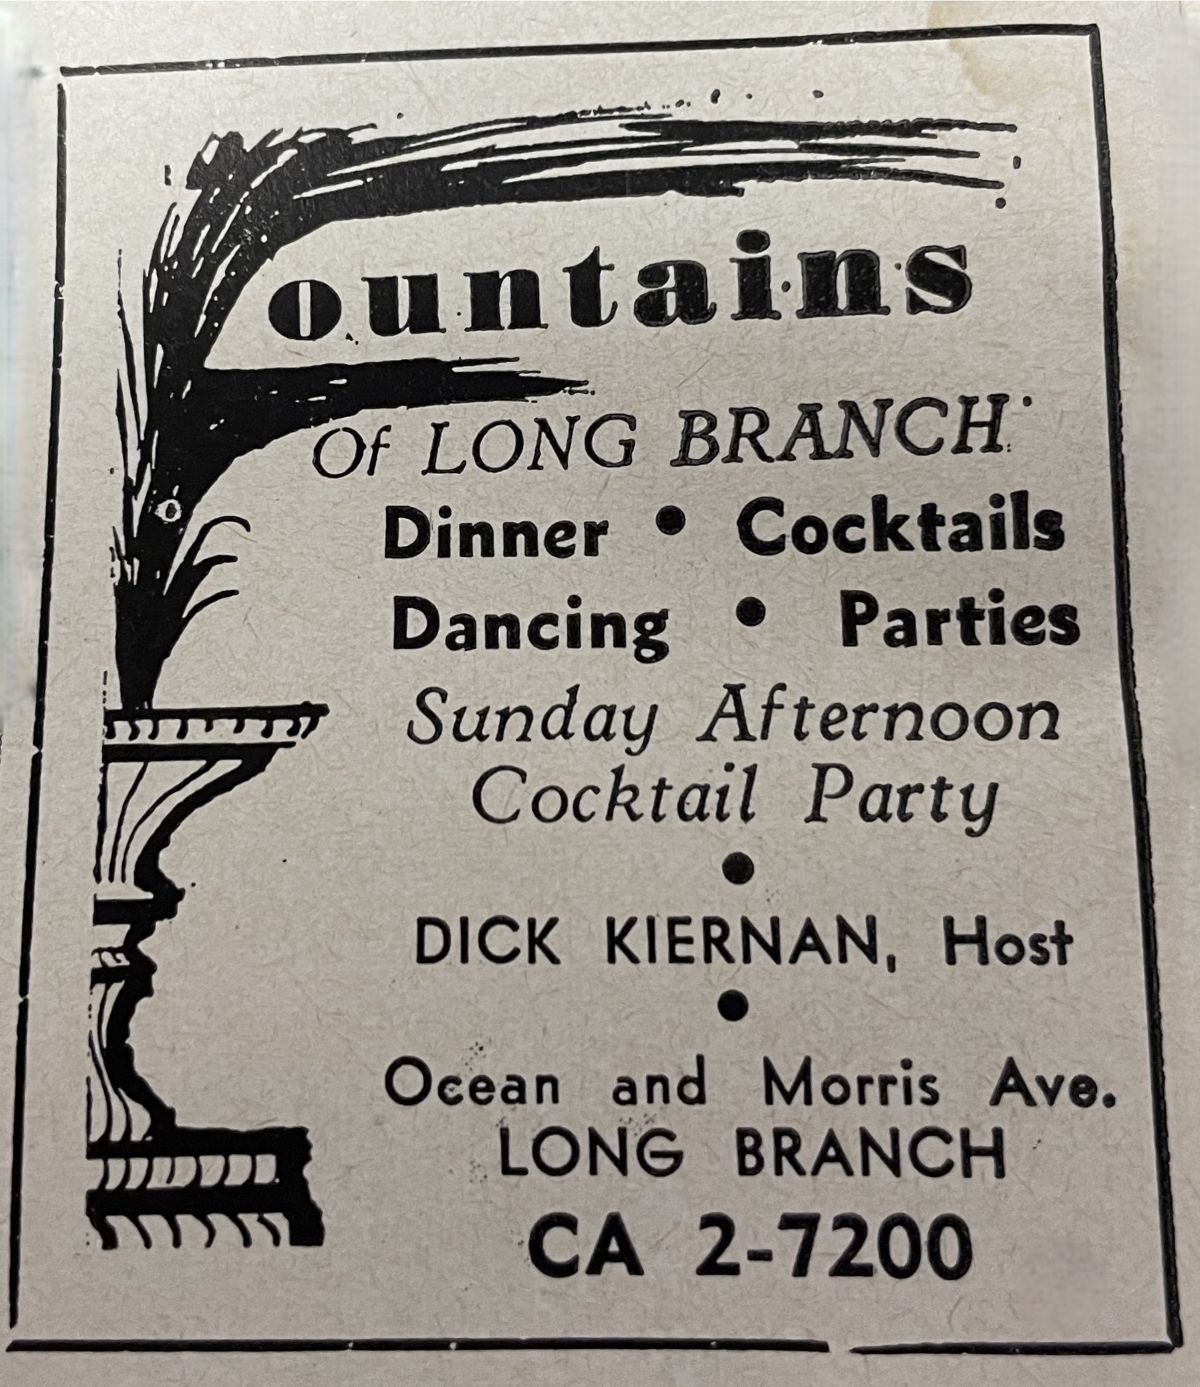 Fountains
Of LONG BRANCH
Dinner • Cocktails
Dancing • Parties
Sunday Afternoon
Cocktail Party
•
DICK KIERNAN, Host
•
Ocean and Morris Ave.
LONG BRANCH
CA 2-7200